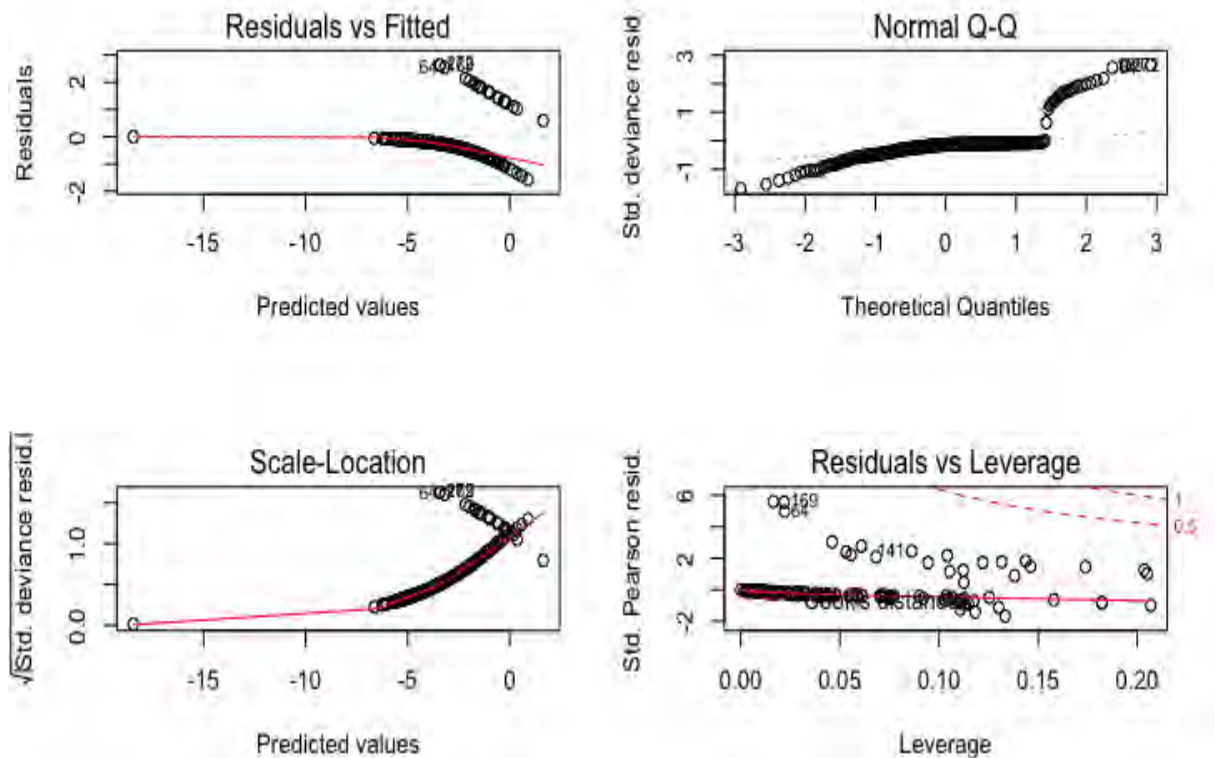 Residuals vs Fitted
Residuals
2
0
-2
-15
-10
-5
0
Predicted values
Normal Q-Q
Std. deviance resid.
3
1
-1
-3
-2
-1
0
1
2
3
Theoretical Quantiles
Scale-Location
√|Std. deviance resid.|
1.0
0.0
-15
-10
-5
0
Predicted values
Residuals vs Leverage
Std. Pearson resid.
6
2
-2
169
64
141
Cook's distance
1
0.5
0.00
0.05
0.10
0.15
0.20
Leverage